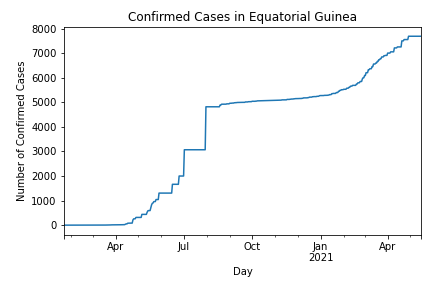 Confirmed Cases in Equatorial Guinea
8000
7000
6000
5000
4000
3000
2000
1000
0
Number of Confirmed Cases
Apr
Jul
Oct
Jan
2021
Apr
Day